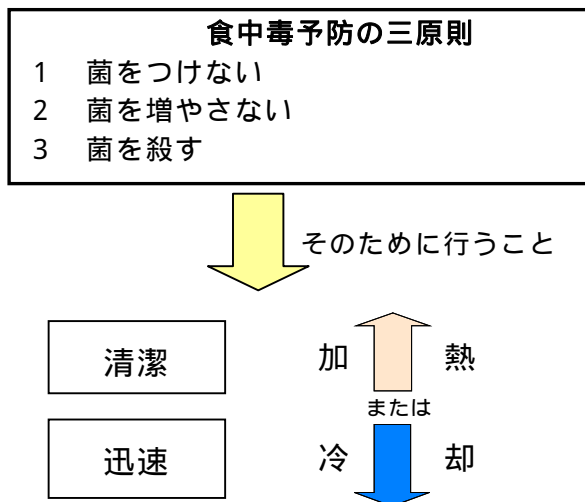 食中毒予防の三原則
1 菌をつけない
2 菌を増やさない
3 菌を殺す
そのために行うこと
清潔
加 熱
または
迅速
冷 却